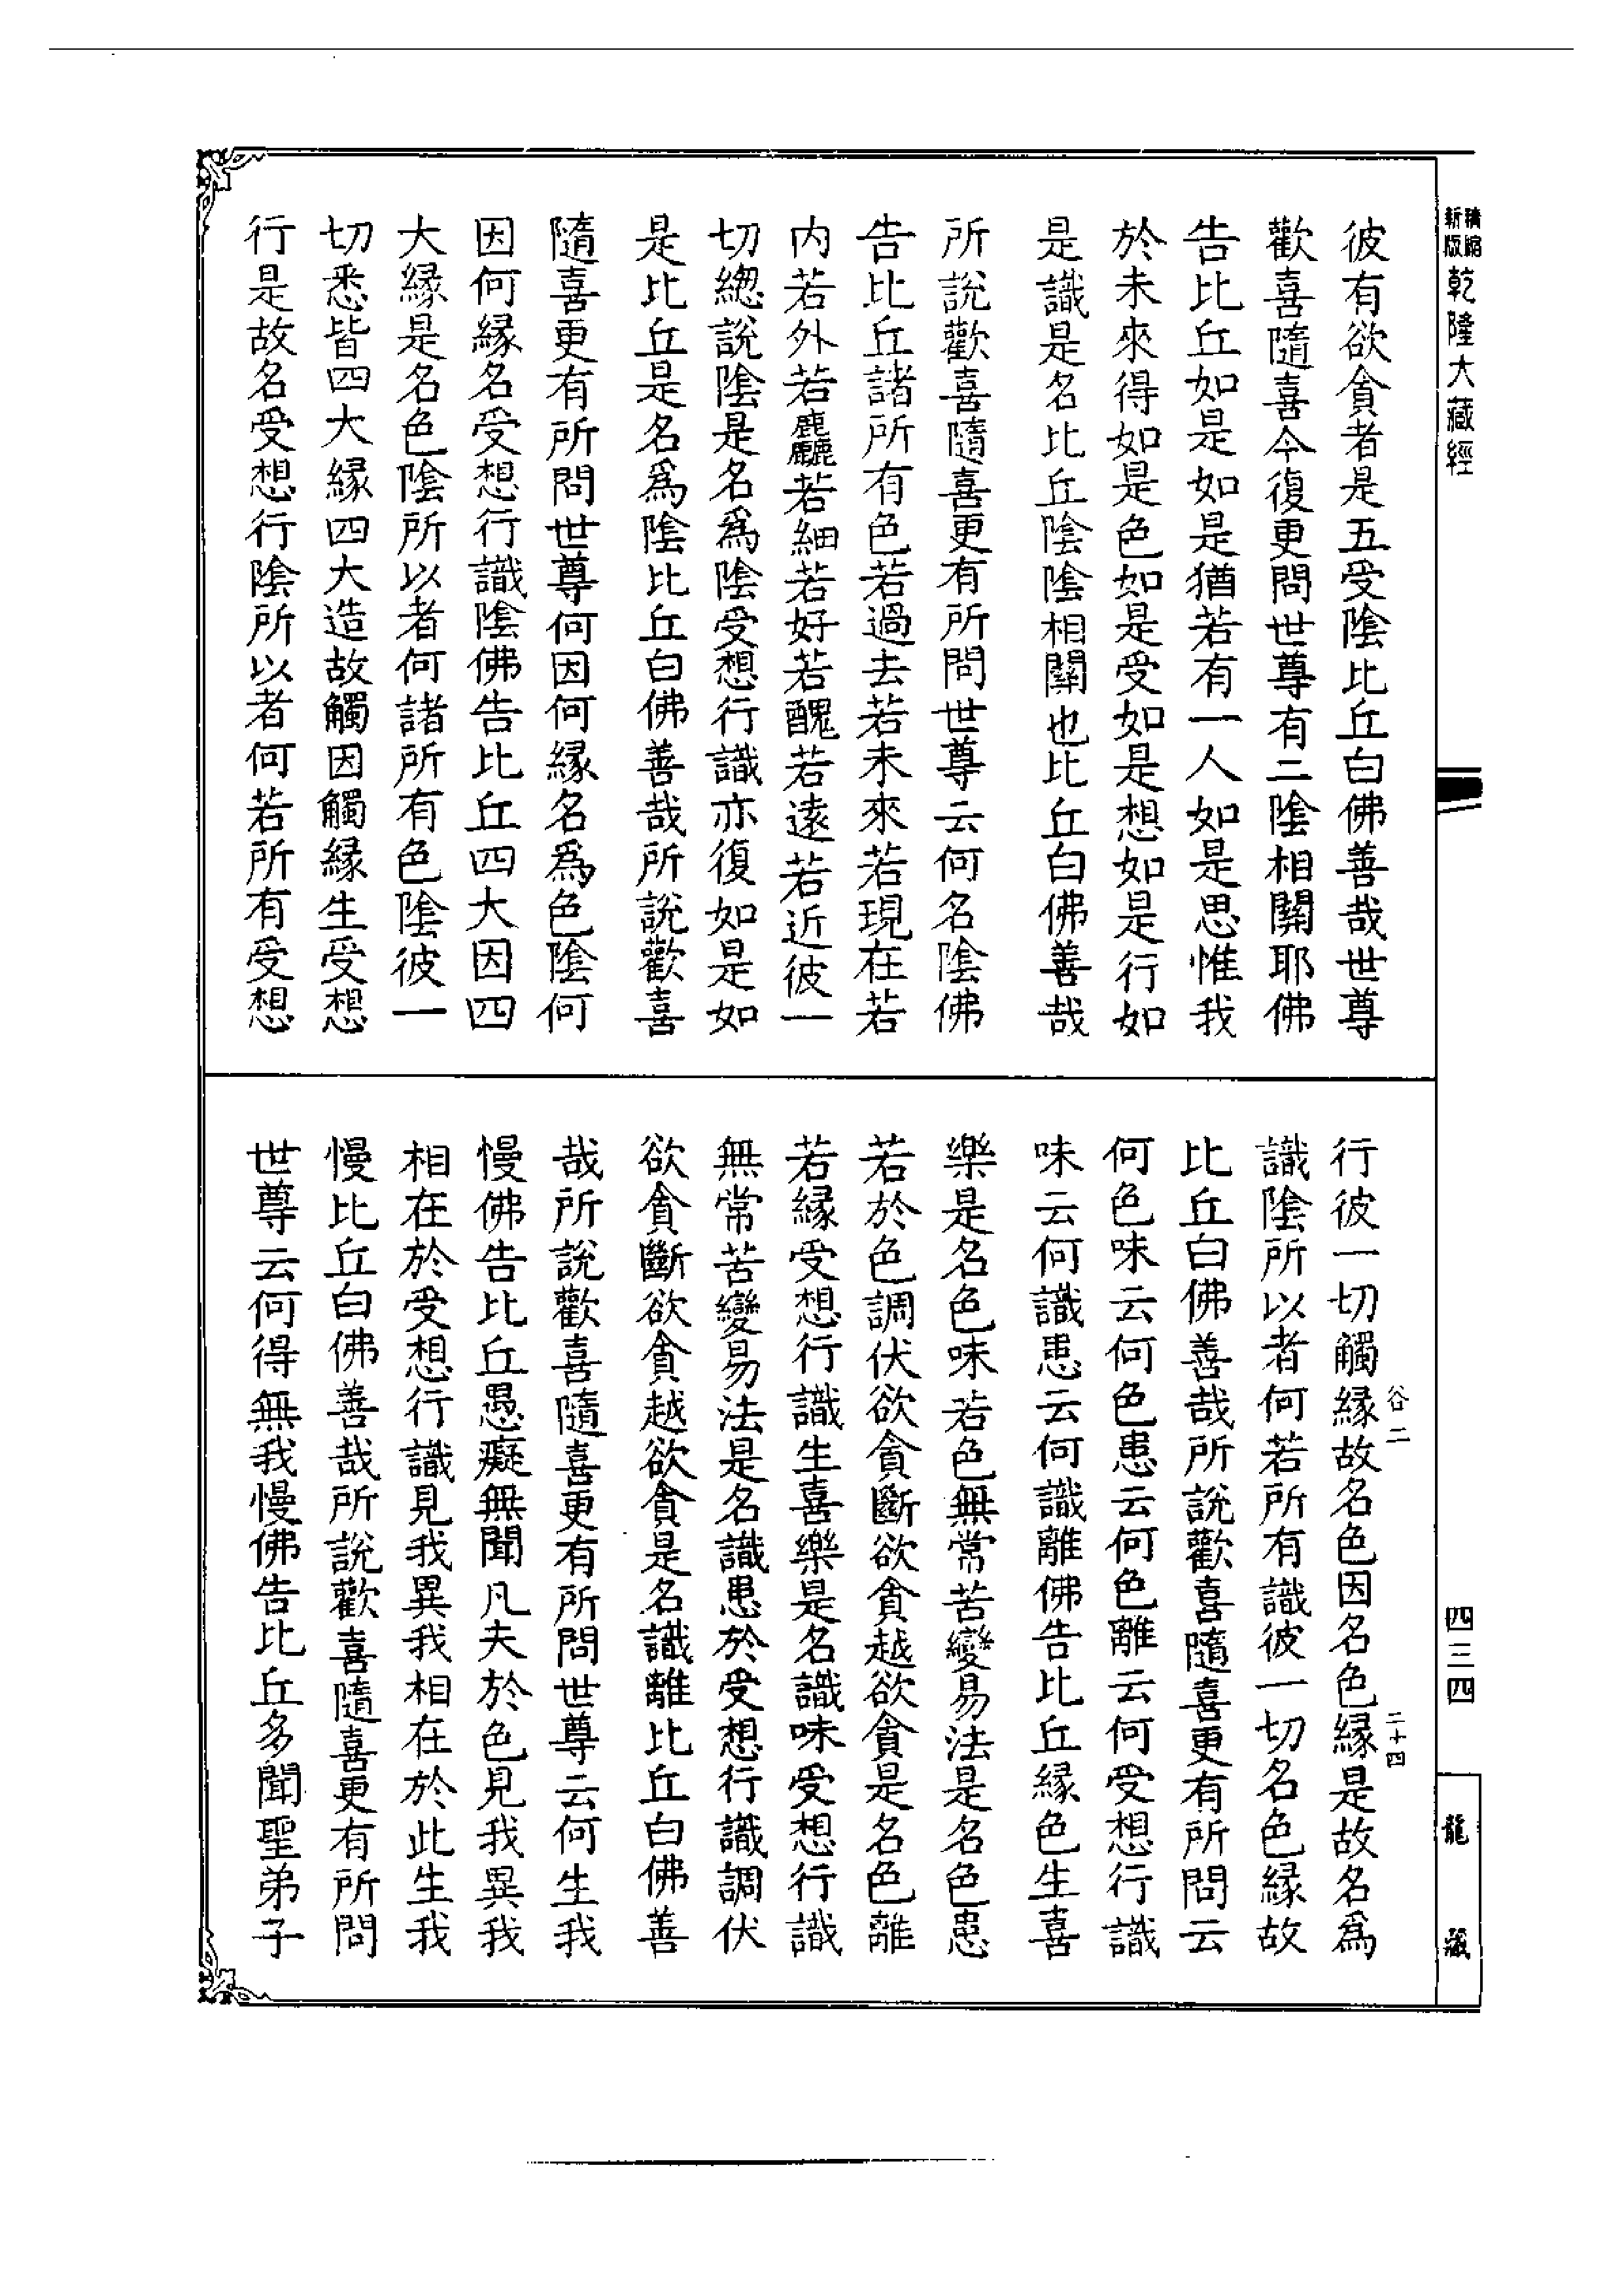 新版精縮
乾隆大藏經
四三四
龍藏
彼有欲貪者是五受陰比丘白佛善哉世尊
歡喜隨喜今復更問世尊有二陰相關耶佛
告比丘如是如是猶若有一人如是思惟我
於未來得如是色如是受如是想如是行如
是識是名比丘陰陰相關也比丘白佛善哉
所說歡喜隨喜更有所問世尊云何名陰佛
告比丘諸所有色若過去若未來若現在若
內若外若麤若細若好若醜若遠若近彼一
切總說陰是名為陰受想行識亦復如是如
是比丘是名爲陰比丘白佛善哉所說歡喜
隨喜更有所問世尊何因何緣名爲色陰何
因何緣名受想行識陰佛告比丘四大因四
大緣是名色陰所以者何諸所有色陰彼一
切悉皆四大緣四大造故觸因觸緣生受想
行是故名受想行陰所以者何若所有受想
行彼一切觸緣故名色因名色緣是故名爲
識陰所以者何若所有識彼一切名色緣故
比丘白佛善哉所說歡喜隨喜更有所問云
何色味云何色患云何色離云何受想行識
味云何識患云何識離佛告比丘緣色生喜
樂是名色味若色無常苦變易法是名色患
若於色調伏欲貪斷欲貪越欲貪是名色離
若緣受想行識生喜樂是名識味受想行識
無常苦變易法是名識患於受想行識調伏
欲貪斷欲貪越欲貪是名識離比丘白佛善
哉所說歡喜隨喜更有所問世尊云何生我
慢佛告比丘愚癡無聞凡夫於色見我異我
相在於受想行識見我異我相在於此生我
慢比丘白佛善哉所說歡喜隨喜更有所問
世尊云何得無我慢佛告比丘多聞聖弟子
谷二
二十四